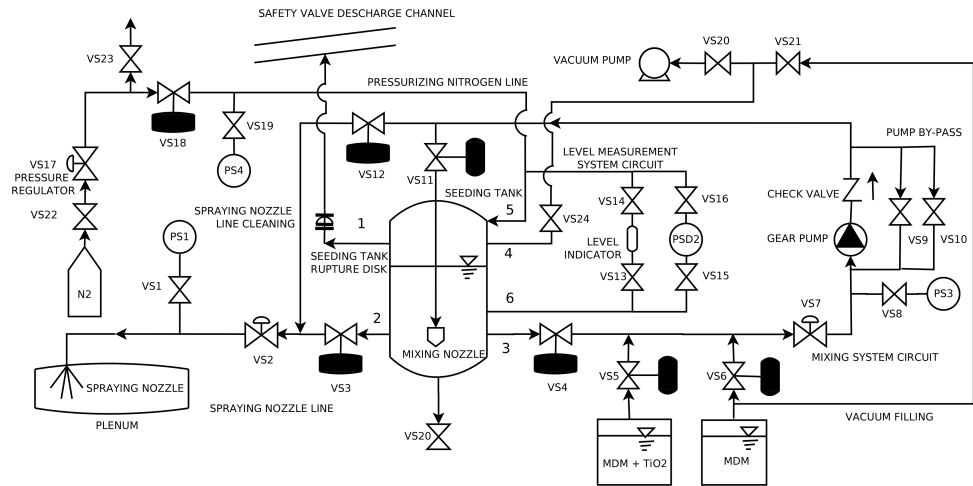 SAFETY VALVE DESCHARGE CHANNEL
VS20
VS21
VS23
VACUUM PUMP
PRESSURIZING NITROGEN LINE
VS18
VS19
PUMP BY-PASS
VS17
PRESSURE
REGULATOR
PS4
VS12
VS11
LEVEL MEASUREMENT
SYSTEM CIRCUIT
SEEDING TANK
CHECK VALVE
VS22
SPRAYING NOZZLE
LINE CLEANING
1
5
VS14
VS16
VS24
PS1
4
LEVEL
INDICATOR
PSD2
GEAR PUMP
VS9
VS10
SEEDING TANK
RUPTURE DISK
N2
VS1
VS13
VS15
6
VS8
PS3
VS7
2
3
VS2
VS3
MIXING NOZZLE
VS4
MIXING SYSTEM CIRCUIT
VS5
VS6
SPRAYING NOZZLE
PLENUM
SPRAYING NOZZLE LINE
VACUUM FILLING
VS20
MDM + TiO2
MDM